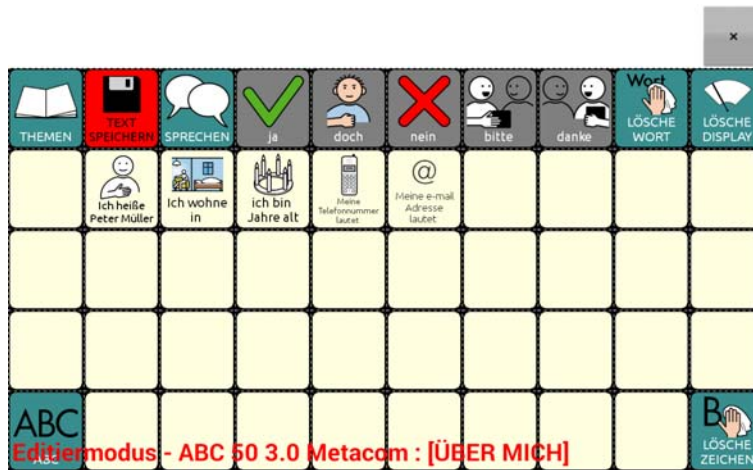 ×
THEMEN
TEXT
SPEICHERN
SPRECHEN
ja
doch
nein
bitte
danke
Wort
LÖSCHE
WORT
LÖSCHE
DISPLAY
Ich heiße
Peter Müller
Ich wohne
in
ich bin
Jahre alt
Meine
Telefonnummer
lautet
@
Meine e-mail
Adresse
lautet
ABC
ABC
Editiermodus - ABC 50 3.0 Metacom : [ÜBER MICH]
B
LÖSCHE
ZEICHEN